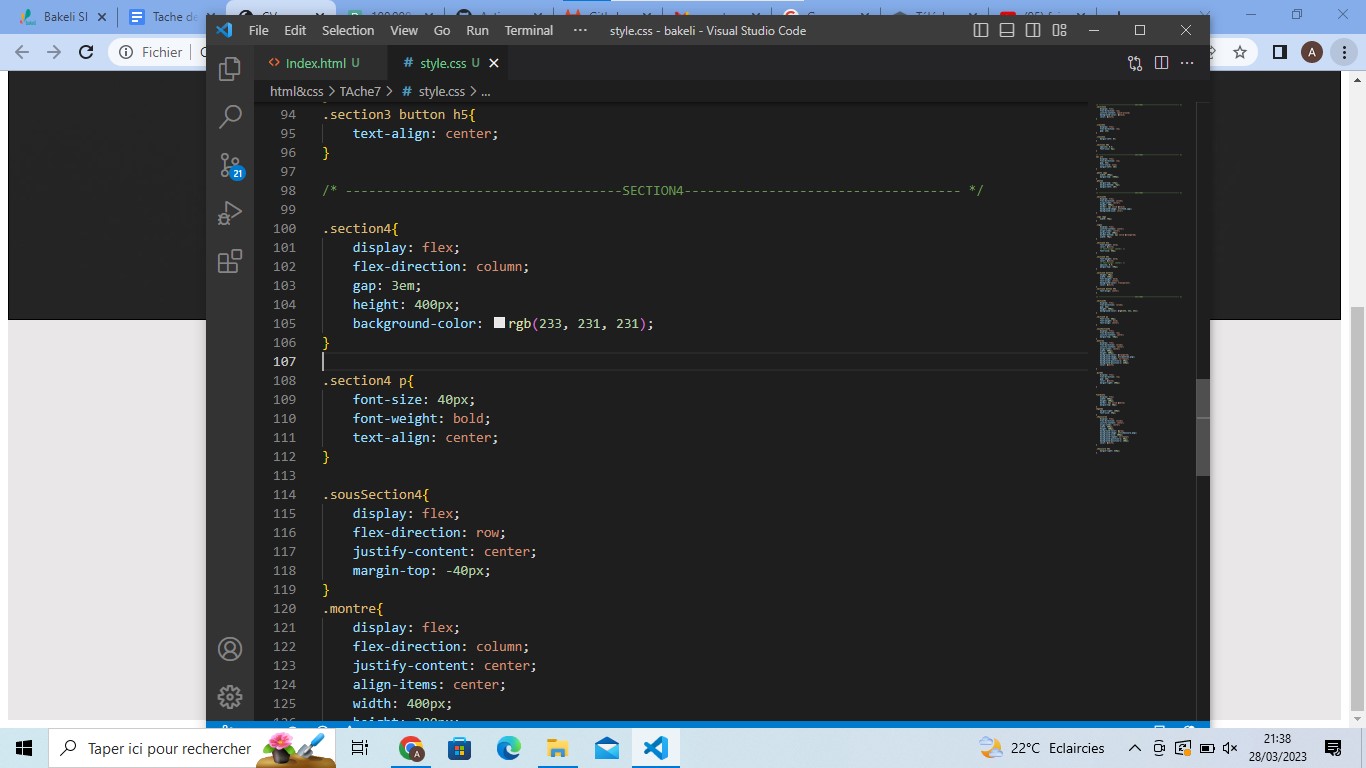 Bakeli SI
Tache de
File Edit Selection View Go Run Terminal ··· style.css - bakeli - Visual Studio Code
Fichier
A
<> Index.html U
# style.css U
html&css > TAche7 > # style.css > ...
94 .section3 button h5{
95 text-align: center;
96 }
97
98 /* ------------------------------------SECTION4------------------------------------ */
99
100 .section4{
101 display: flex;
102 flex-direction: column;
103 gap: 3em;
104 height: 400px;
105 background-color: rgb(233, 231, 231);
106 }
107
108 .section4 p{
109 font-size: 40px;
110 font-weight: bold;
111 text-align: center;
112 }
113
114 .sousSection4{
115 display: flex;
116 flex-direction: row;
117 justify-content: center;
118 margin-top: -40px;
119 }
120 .montre{
121 display: flex;
122 flex-direction: column;
123 justify-content: center;
124 align-items: center;
125 width: 400px;
21
Taper ici pour rechercher
A
22°C Eclaircies
21:38
28/03/2023